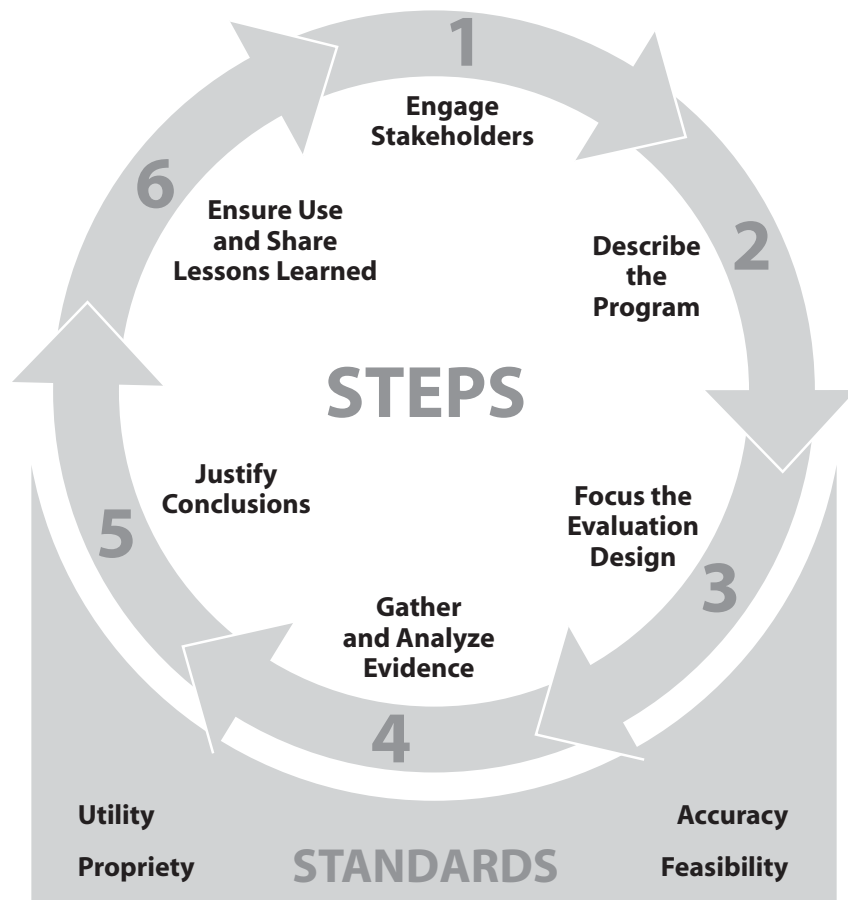 1
Engage
Stakeholders
2
Describe
the
Program
3
Focus the
Evaluation
Design
4
Gather
and Analyze
Evidence
5
Justify
Conclusions
6
Ensure Use
and Share
Lessons Learned
STEPS
Utility
Propriety
STANDARDS
Accuracy
Feasibility